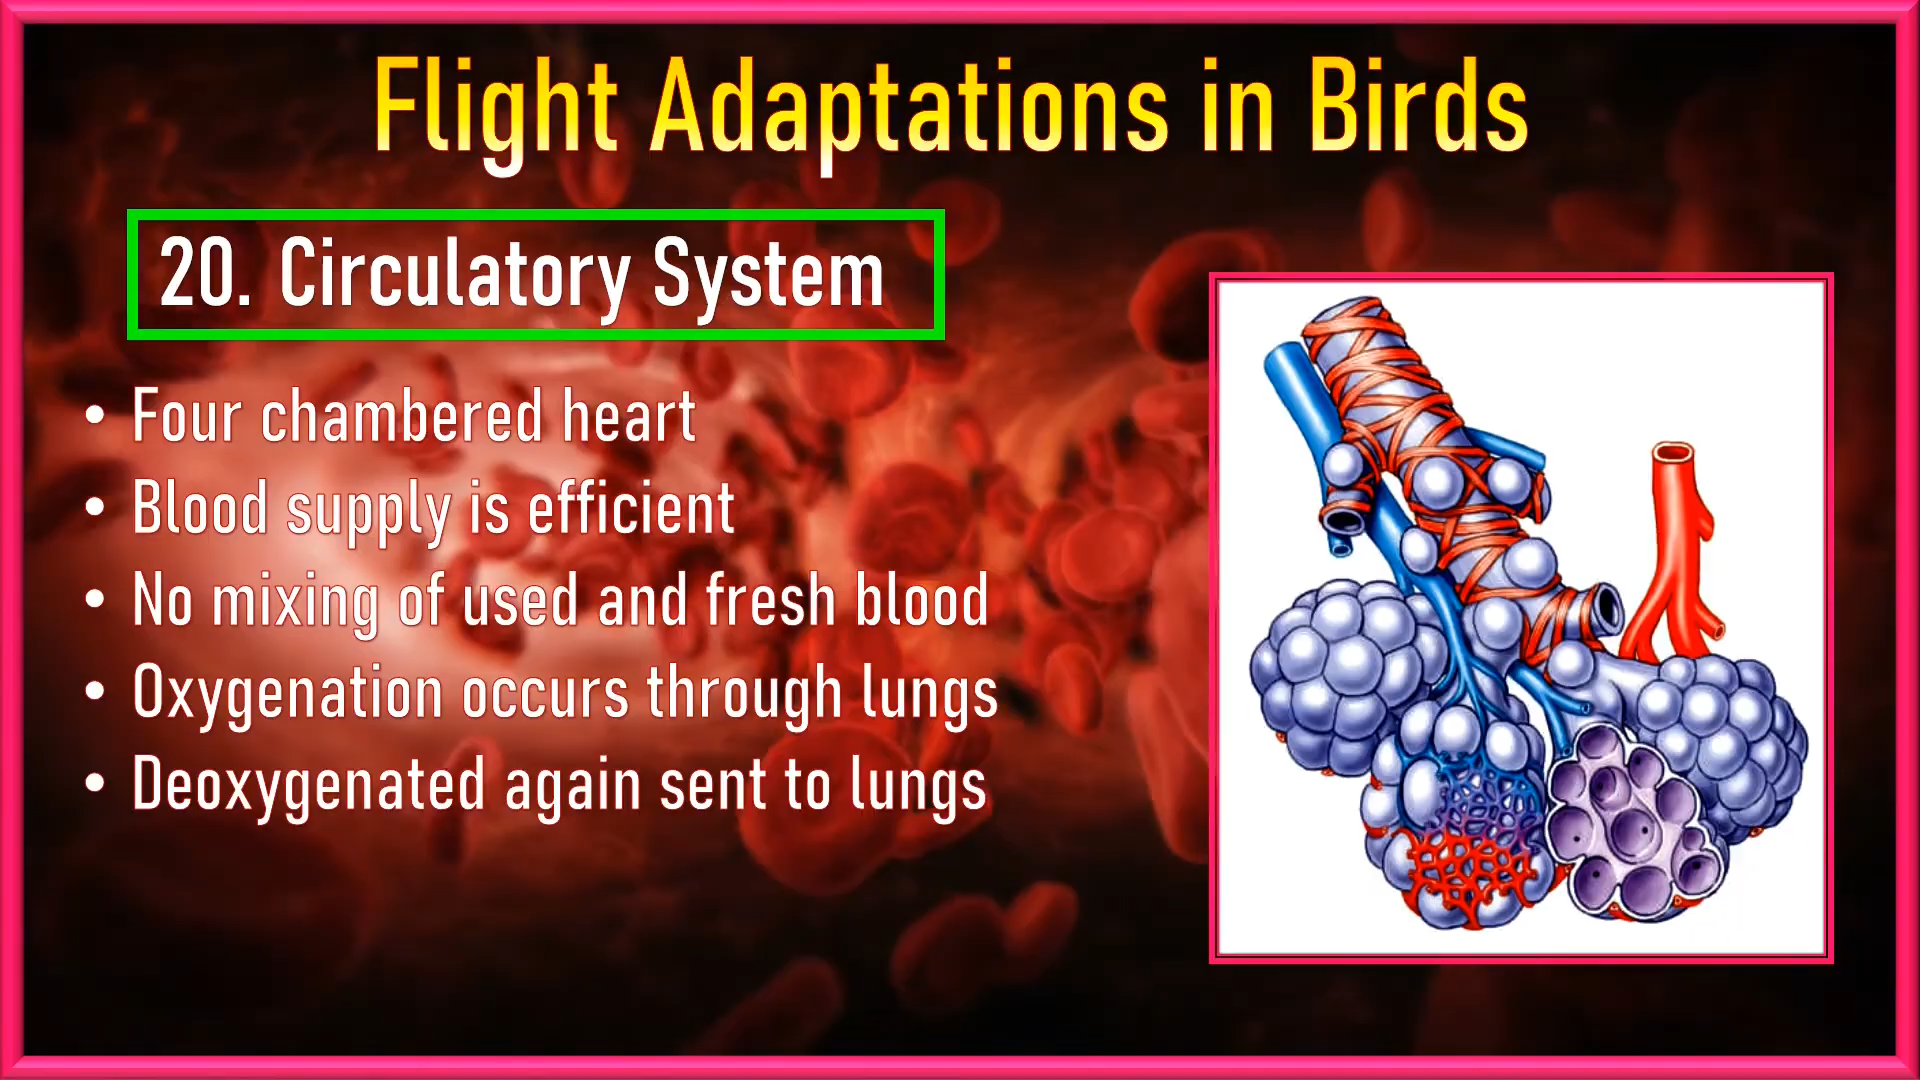 Flight Adaptations in Birds
20. Circulatory System
• Four chambered heart
• Blood supply is efficient
• No mixing of used and fresh blood
• Oxygenation occurs through lungs
• Deoxygenated again sent to lungs